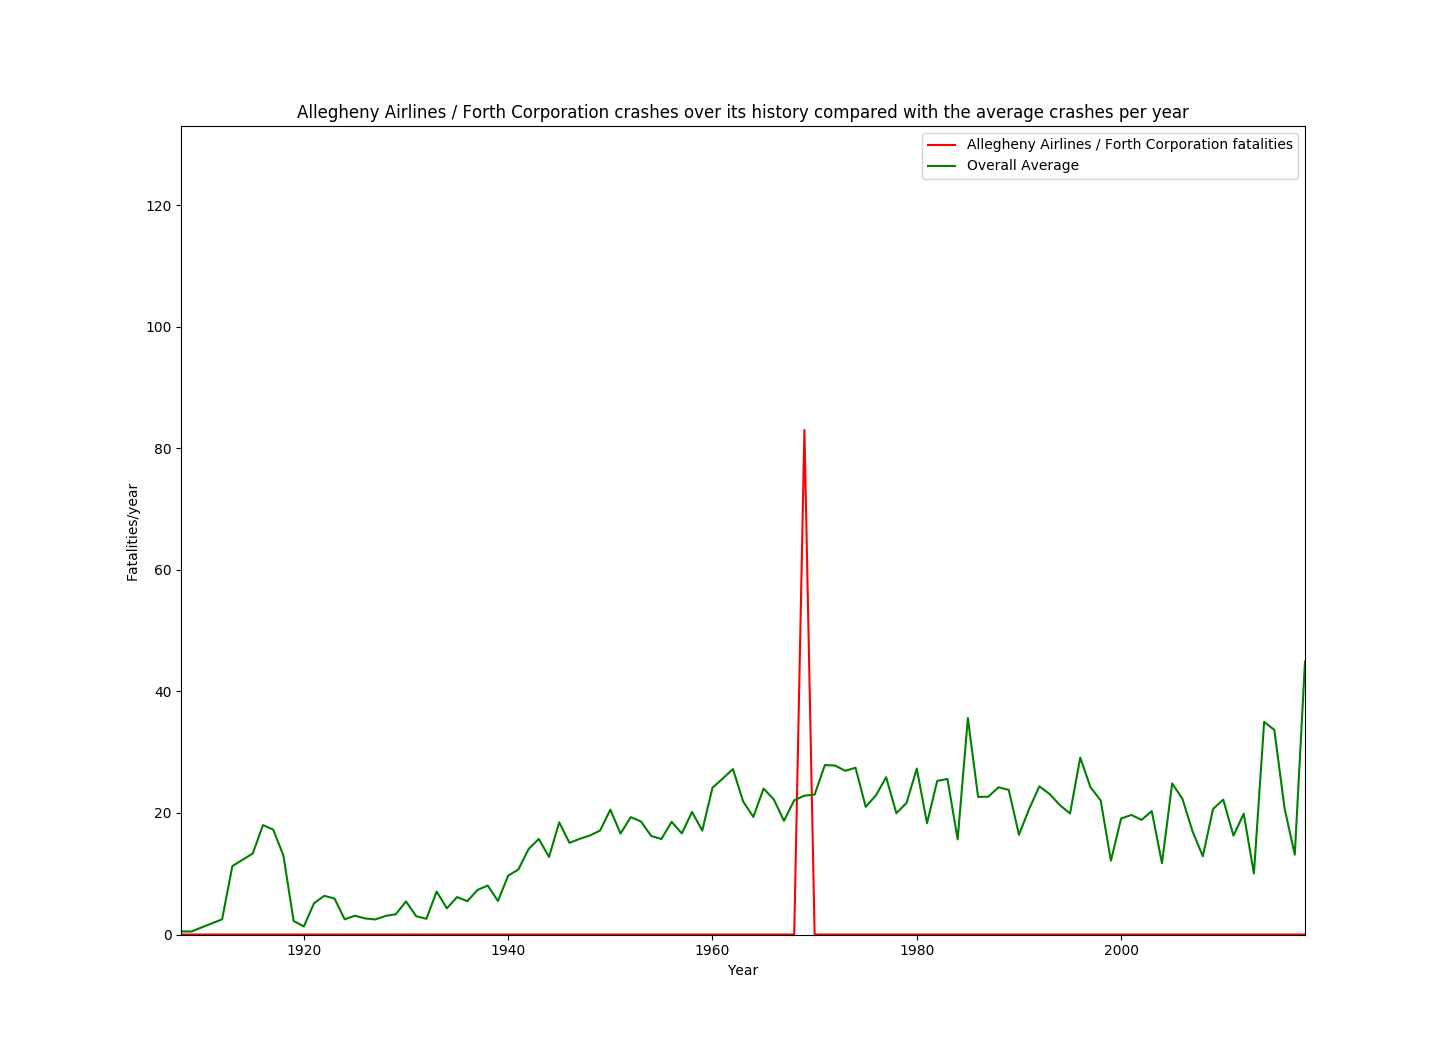 Allegheny Airlines / Forth Corporation crashes over its history compared with the average crashes per year
Allegheny Airlines / Forth Corporation fatalities
Overall Average
120
100
80
60
40
20
0
Fatalities/year
1920 1940 1960 1980 2000
Year